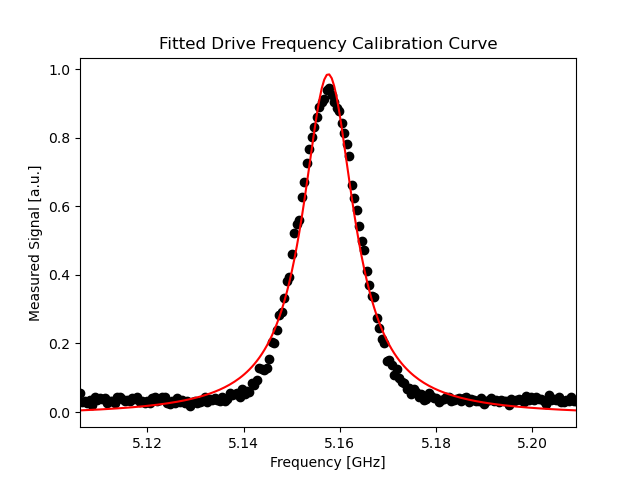 Fitted Drive Frequency Calibration Curve
Measured Signal [a.u.]
1.0
0.8
0.6
0.4
0.2
0.0
5.12 5.14 5.16 5.18 5.20
Frequency [GHz]